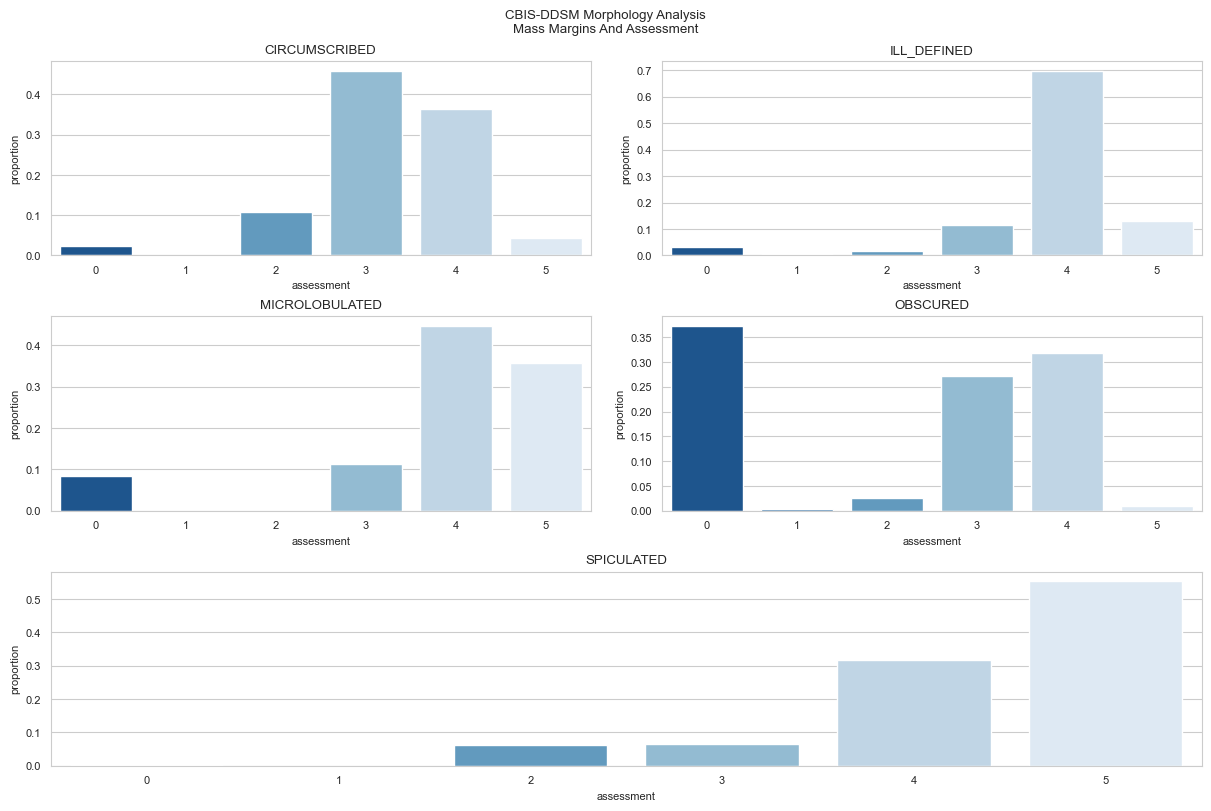 CBIS-DDSM Morphology Analysis
Mass Margins And Assessment
CIRCUMSCRIBED
0.4
0.3
0.2
0.1
0.0
proportion
0 1 2 3 4 5
assessment
ILL_DEFINED
0.7
0.6
0.5
0.4
0.3
0.2
0.1
0.0
proportion
0 1 2 3 4 5
assessment
MICROLOBULATED
0.4
0.3
0.2
0.1
0.0
proportion
0 1 2 3 4 5
assessment
OBSCURED
0.35
0.30
0.25
0.20
0.15
0.10
0.05
0.00
proportion
0 1 2 3 4 5
assessment
SPICULATED
0.5
0.4
0.3
0.2
0.1
0.0
proportion
0 1 2 3 4 5
assessment